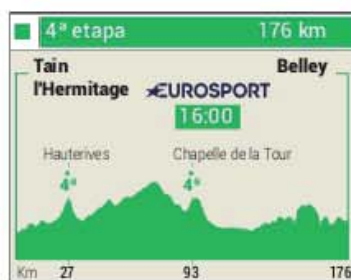 4ª etapa 176 km
Tain Belley
l'Hermitage EUROSPORT
16:00
Hauterives Chapelle de la Tour
4ª 4ª
Km 27 93 176